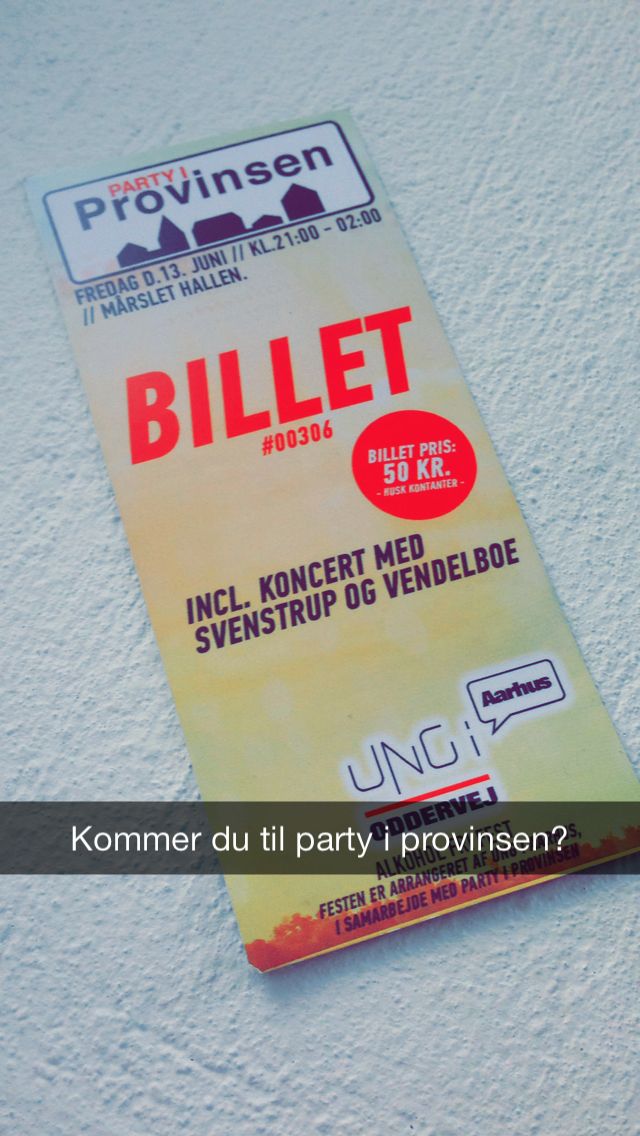 PARTY I
Provinsen
FREDAG D.13. JUNI // KL.21:00 - 02:00
// MÅRSLET HALLEN.
BILLET
#00306
BILLET PRIS:
50 KR.
- HUSK KONTANTER -
INCL. KONCERT MED
SVENSTRUP OG VENDELBOE
UNG i
Aarhus
ODDERVEJ
Kommer du til party i provinsen?
ALKOHOL
FESTEN ER ARRANGERET AF
I SAMARBEJDE MED PARTY I PROVINSEN